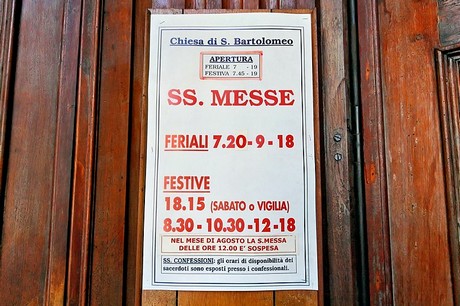 Chiesa di S. Bartolomeo
APERTURA
FERIALE 7 - 19
FESTIVA 7.45 - 19
SS. MESSE
FERIALI 7.20 - 9 - 18
FESTIVE
18.15 (SABATO o VIGILIA)
8.30 - 10.30 -12 -18
NEL MESE DI AGOSTO LA S.MESSA
DELLE ORE 12.00 E' SOSPESA
SS. CONFESSIONI: gli orari di disponibilità dei
sacerdoti sono esposti presso i confessionali.